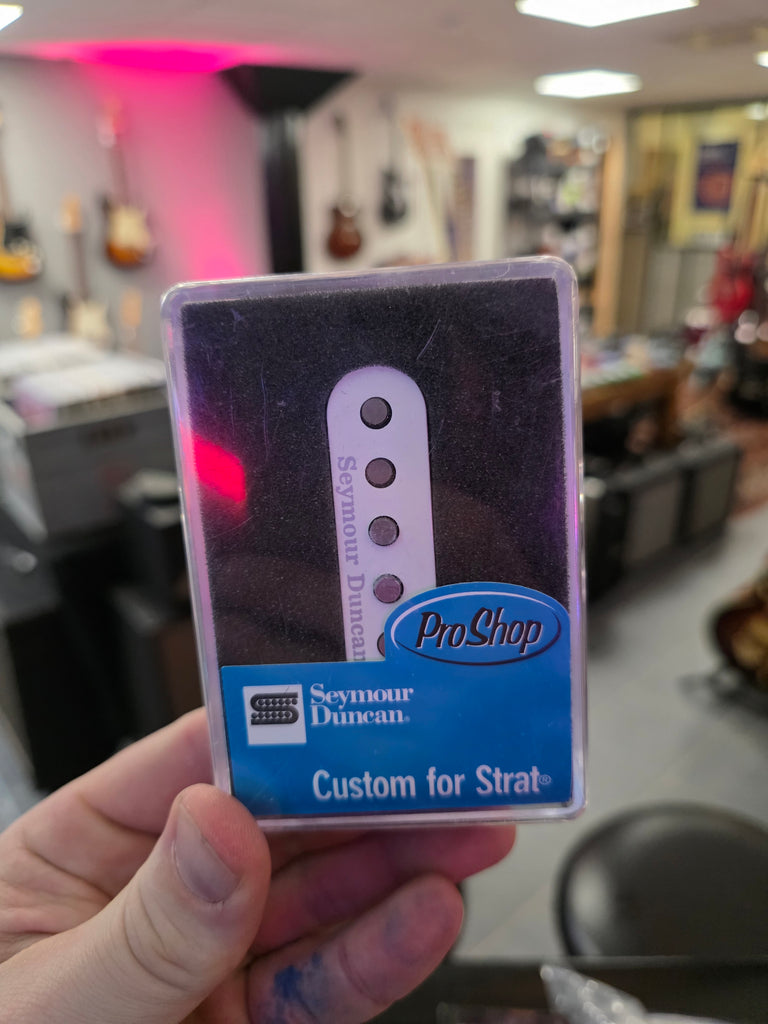 Seymour Duncan
ProShop
Seymour
Duncan®
Custom for Strat®